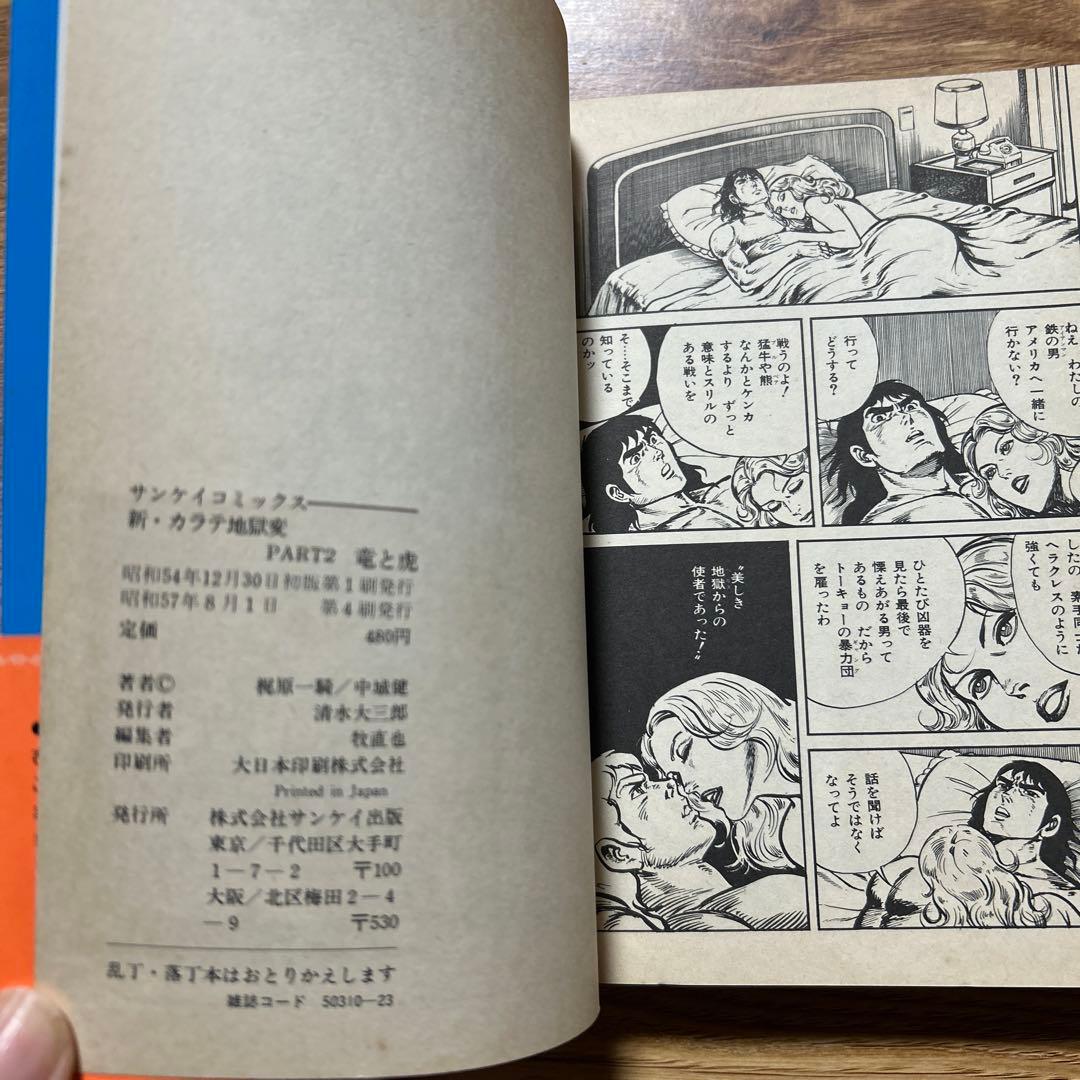 サンケイコミックス
新・カラテ地獄変
PART2 竜と虎
昭和54年12月30日初版第1刷発行
昭和57年8月1日 第4刷発行
定価 480円
著者© 梶原一騎/中城健
発行者 清水大三郎
編集者 牧直也
印刷所 大日本印刷株式会社
Printed in Japan
発行所 株式会社サンケイ出版
東京/千代田区大手町
1-7-2 〒100
大阪/北区梅田2-4
-9 〒530
乱丁・落丁本はおとりかえします
雑誌コード 50310-23
ねえ わたしの
鉄の男
アイアンマン
アメリカへ一緒に
行かない?
行って
どうする?
戦うのよ!
猛牛や熊
ブル ベア
なんかとケンカ
するより ずっと
意味とスリルの
ある戦いを
そ……そこまで
知っている
のかッ
ヘラクレスのように
強くても
ひとたび凶器を
見たら最後で
慄えあがる男って
あるもの だから
トーキョーの暴力団
ギャング
を雇ったわ
“美しき
地獄からの
使者であった!”
話を聞けば
そうではなく
なってよ